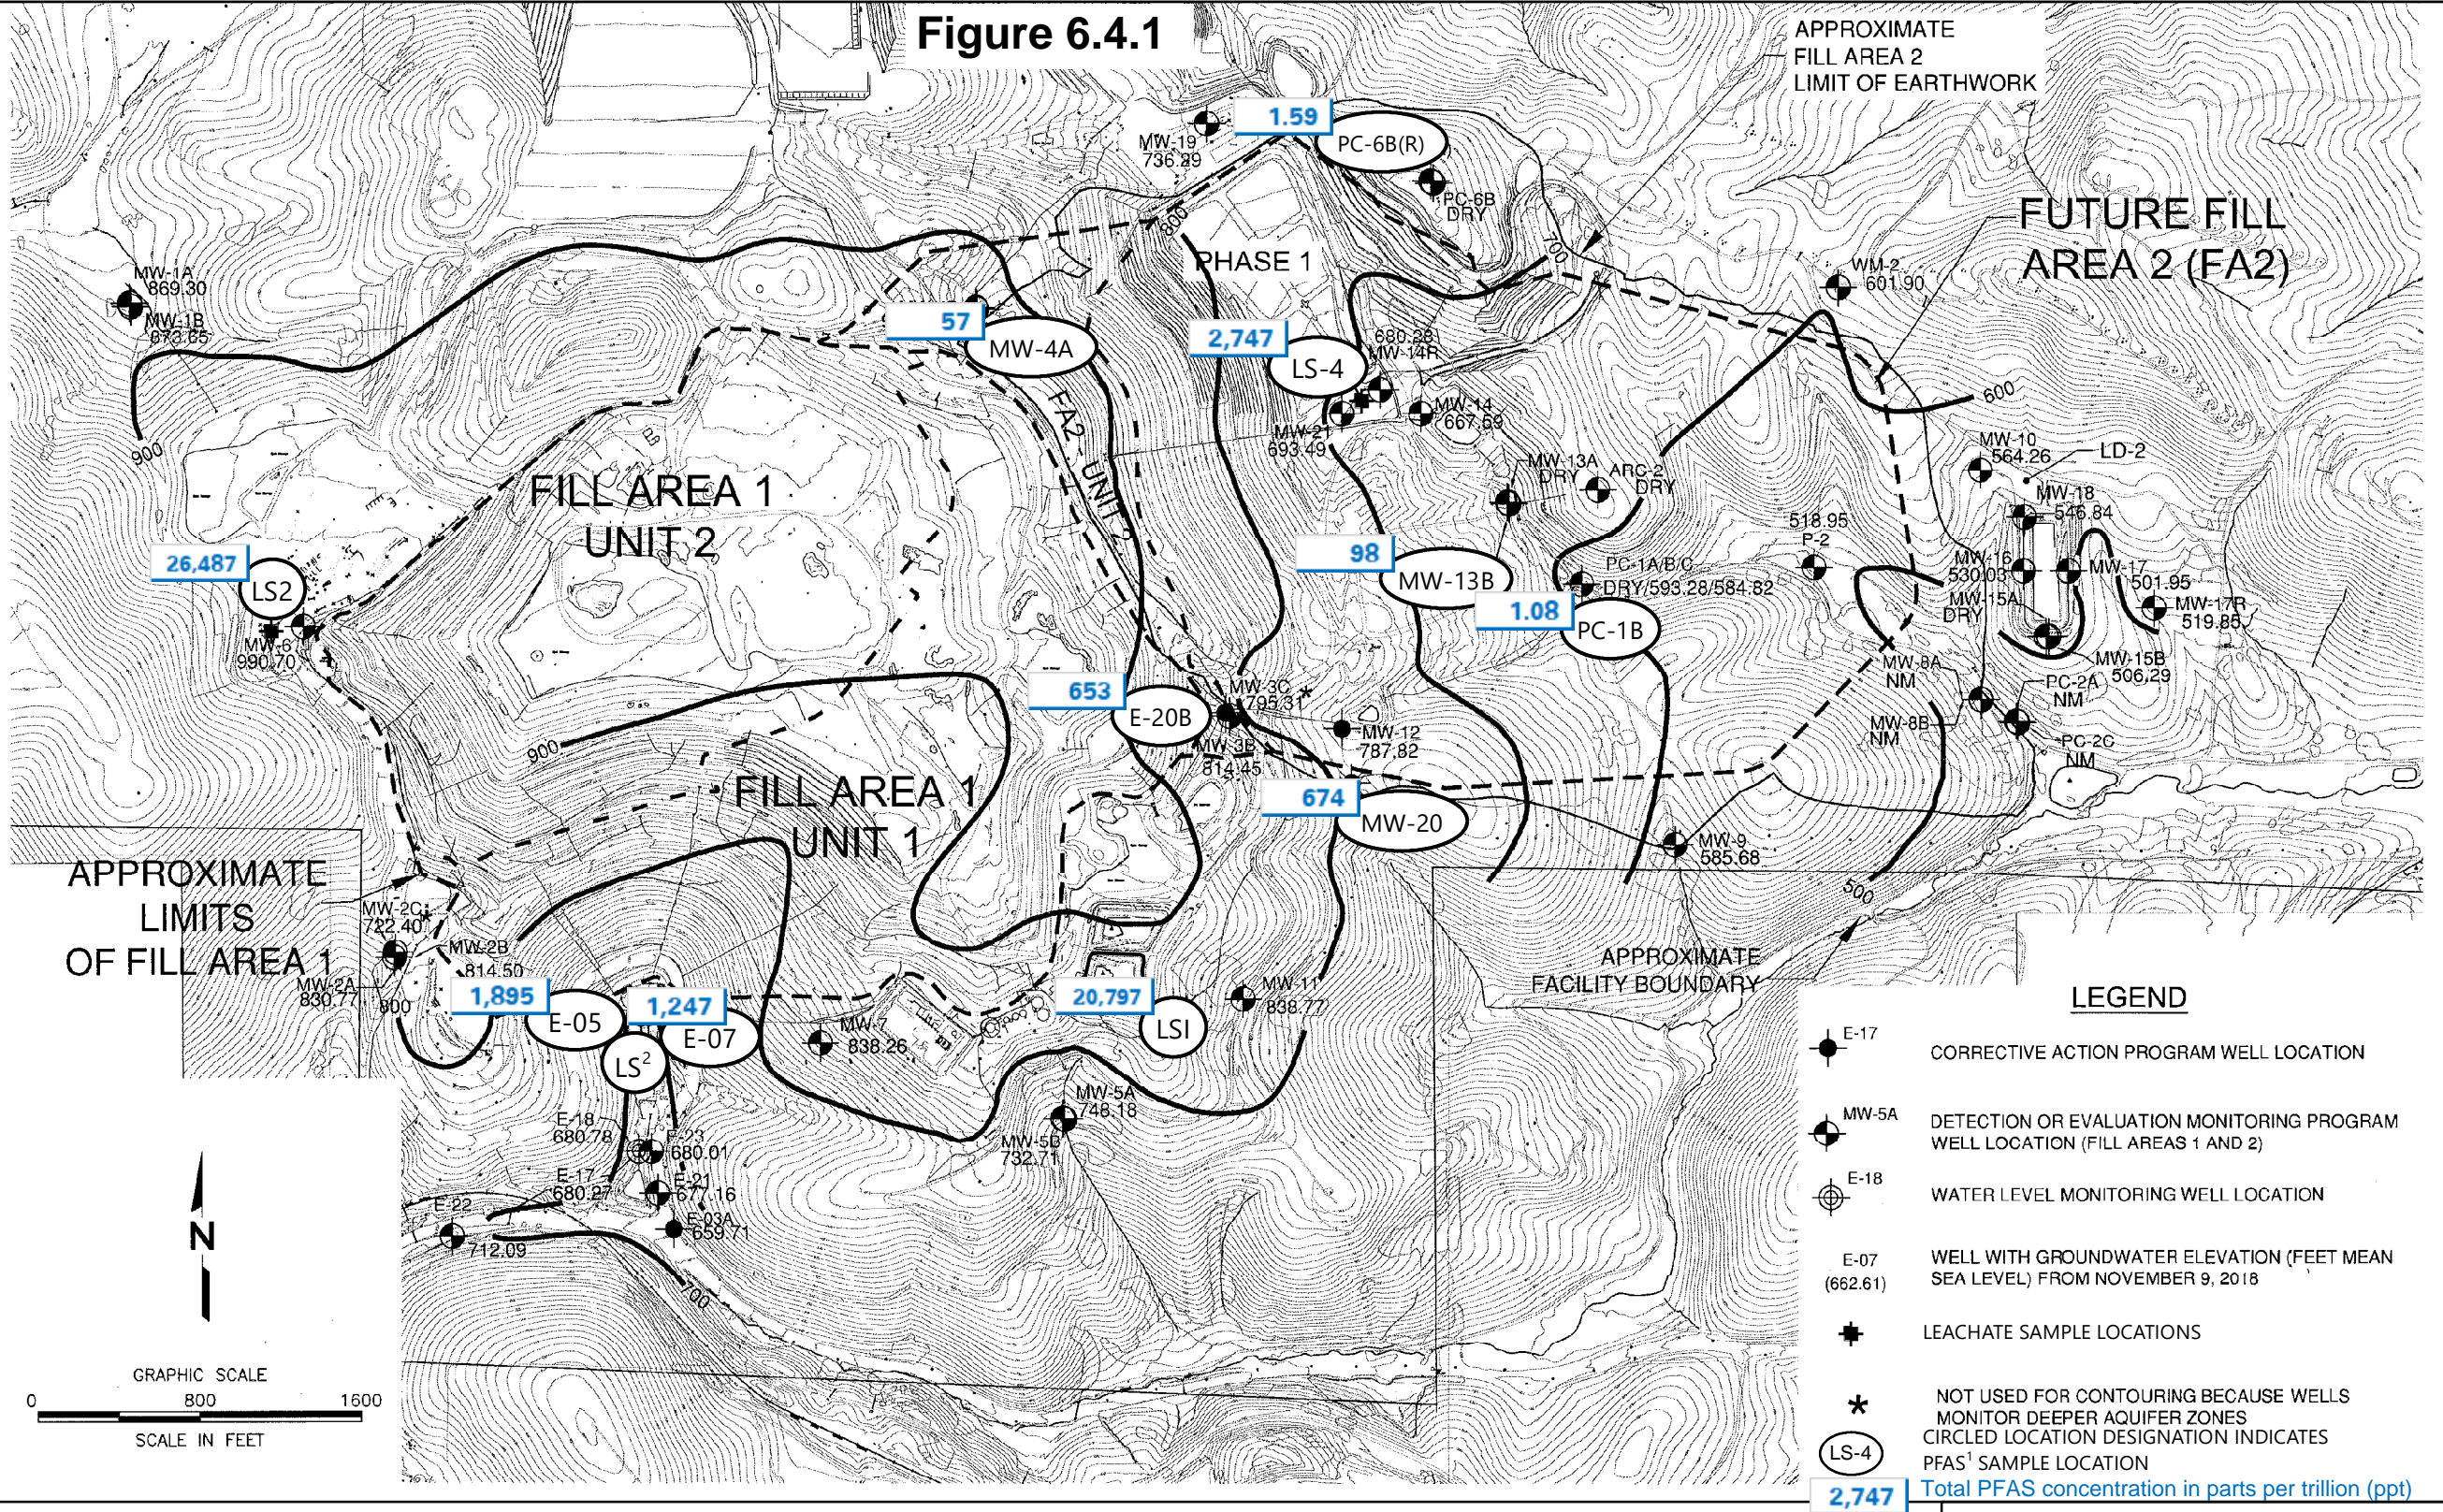 Figure 6.4.1
APPROXIMATE
FILL AREA 2
LIMIT OF EARTHWORK
1.59
PC-6B(R)
MW-19
736.29
PC-6B
DRY
800
700
PHASE 1
FUTURE FILL
AREA 2 (FA2)
WM-2
601.90
MW-1A
869.30
MW-1B
873.65
57
MW-4A
2,747
LS-4
680.28
MW-14R
MW-14
667.59
MW-21
693.49
600
900
FA2 - UNIT 2
MW-10
564.26
LD-2
MW-13A
DRY
ARC-2
DRY
FILL AREA 1
UNIT 2
MW-18
546.84
518.95
P-2
26,487
LS2
98
MW-13B
PC-1A/B/C
DRY/593.28/584.82
MW-16
530.03
MW-17
501.95
MW-15A
DRY
MW-17R
519.85
1.08
PC-1B
MW-6
990.70
MW-15B
506.29
MW-8A
NM
PC-2A
NM
653
E-20B
MW-3C
795.31
*
MW-12
787.82
MW-8B
NM
PC-2C
NM
900
MW-3B
814.45
FILL AREA 1
UNIT 1
674
MW-20
MW-9
585.68
500
APPROXIMATE
LIMITS
OF FILL AREA 1
MW-2C
722.40
*
MW-2B
814.50
MW-2A
830.77
800
APPROXIMATE
FACILITY BOUNDARY
1,895
E-05
1,247
E-07
LS2
20,797
LSI
MW-11
838.77
MW-7
838.26
MW-5A
748.18
MW-5B
732.71
E-18
680.78
E-23
680.01
E-17
680.27
E-21
677.16
E-22
712.09
E-03A
659.71
700
N
GRAPHIC SCALE
0 800 1600
SCALE IN FEET
LEGEND
E-17
CORRECTIVE ACTION PROGRAM WELL LOCATION
MW-5A
DETECTION OR EVALUATION MONITORING PROGRAM
WELL LOCATION (FILL AREAS 1 AND 2)
E-18
WATER LEVEL MONITORING WELL LOCATION
E-07
(662.61)
WELL WITH GROUNDWATER ELEVATION (FEET MEAN
SEA LEVEL) FROM NOVEMBER 9, 2018
LEACHATE SAMPLE LOCATIONS
*
NOT USED FOR CONTOURING BECAUSE WELLS
MONITOR DEEPER AQUIFER ZONES
LS-4
CIRCLED LOCATION DESIGNATION INDICATES
PFAS1 SAMPLE LOCATION
2,747
Total PFAS concentration in parts per trillion (ppt)